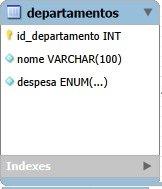 departamentos
id_departamento INT
nome VARCHAR(100)
despesa ENUM(...)
Indexes